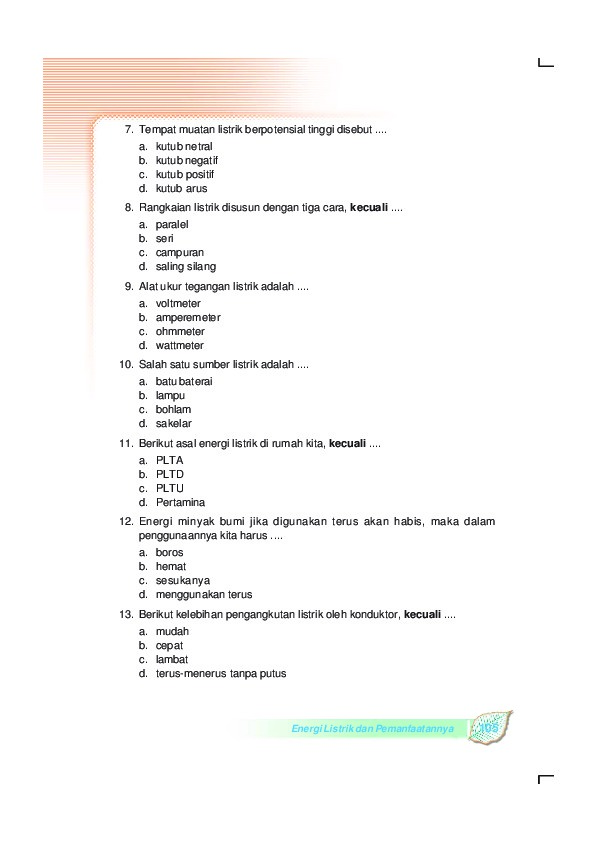 7. Tempat muatan listrik berpotensial tinggi disebut ....
a. kutub netral
b. kutub negatif
c. kutub positif
d. kutub arus
8. Rangkaian listrik disusun dengan tiga cara, kecuali ....
a. paralel
b. seri
c. campuran
d. saling silang
9. Alat ukur tegangan listrik adalah ....
a. voltmeter
b. amperemeter
c. ohmmeter
d. wattmeter
10. Salah satu sumber listrik adalah ....
a. batu baterai
b. lampu
c. bohlam
d. sakelar
11. Berikut asal energi listrik di rumah kita, kecuali ....
a. PLTA
b. PLTD
c. PLTU
d. Pertamina
12. Energi minyak bumi jika digunakan terus akan habis, maka dalam
penggunaannya kita harus ....
a. boros
b. hemat
c. sesukanya
d. menggunakan terus
13. Berikut kelebihan pengangkutan listrik oleh konduktor, kecuali ....
a. mudah
b. cepat
c. lambat
d. terus-menerus tanpa putus
Energi Listrik dan Pemanfaatannya 105